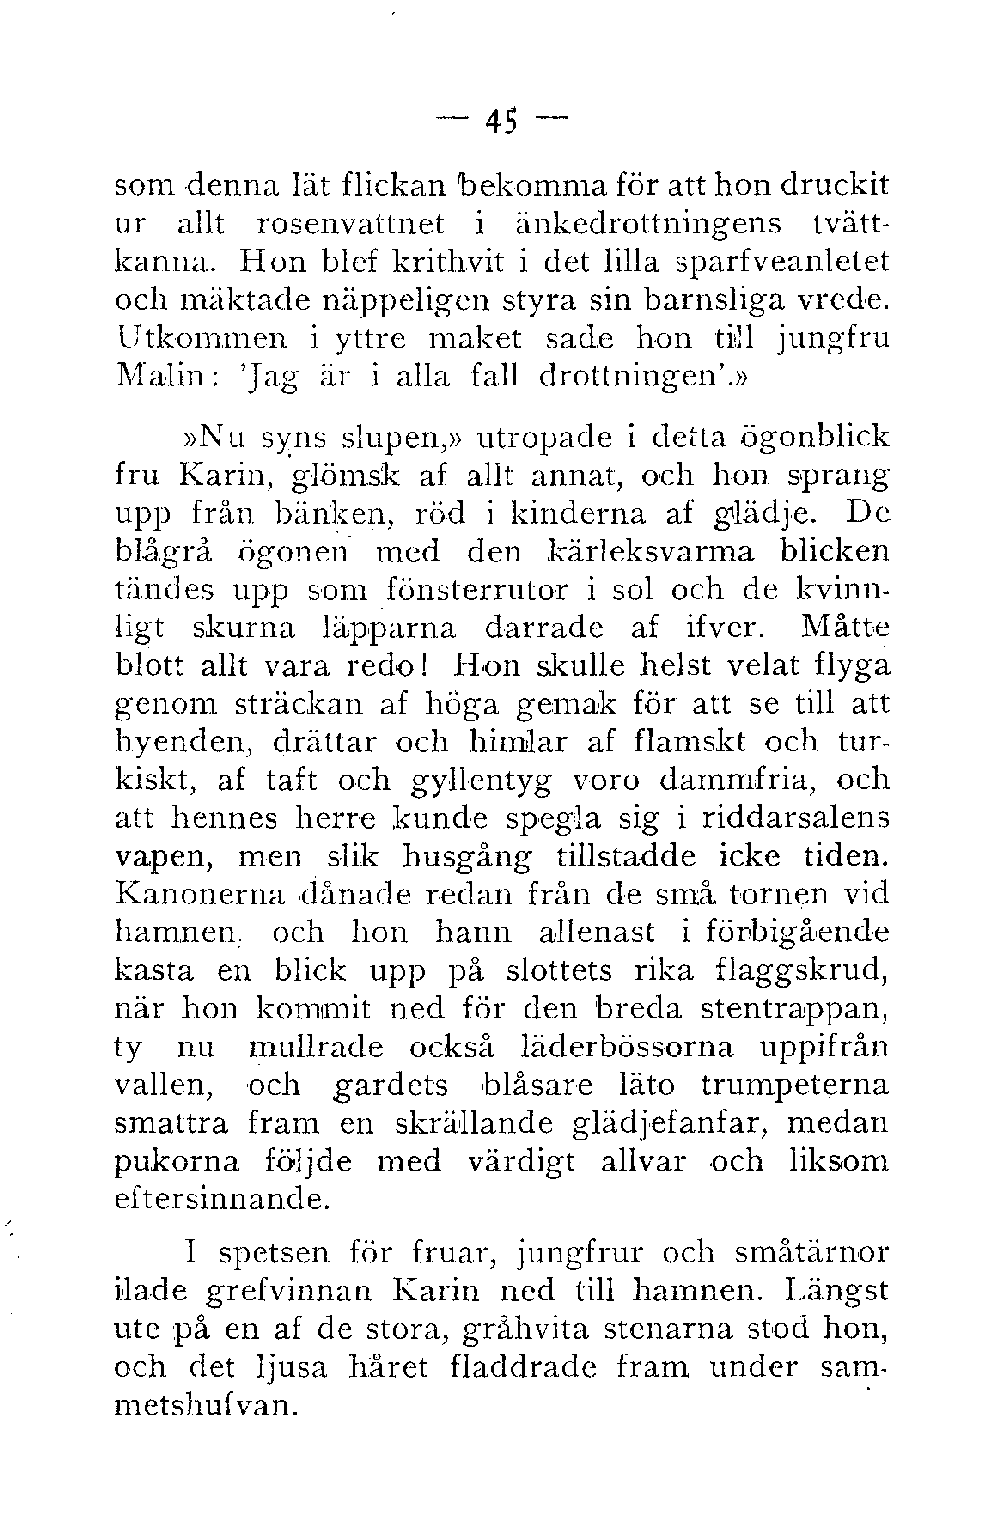 — 45 —
som denna lät flickan bekomma för att hon druckit
ur allt rosenvattnet i änkedrottningens tvätt-
kanna. Hon blef krithvit i det lilla sparfveanletet
och mäktade näppeligen styra sin barnsliga vrede.
Utkommen i yttre maket sade hon till jungfru
Malin: 'Jag är i alla fall drottningen'.»
»Nu syns slupen,» utropade i detta ögonblick
fru Karin, glömsk af allt annat, och hon sprang
upp från bänken, röd i kinderna af glädje. De
blågrå ögonen med den kärleksvarma blicken
tändes upp som fönsterrutor i sol och de kvinn-
ligt skurna läpparna darrade af ifver. Måtte
blott allt vara redo! Hon skulle helst velat flyga
genom sträckan af höga gemak för att se till att
hyenden, drättar och himlar af flamskt och tur-
kiskt, af taft och gyllentyg voro dammfria, och
att hennes herre kunde spegla sig i riddarsalens
vapen, men slik husgång tillstadde icke tiden.
Kanonerna dånade redan från de små tornen vid
hamnen, och hon hann allenast i förbigående
kasta en blick upp på slottets rika flaggskrud,
när hon kommit ned för den breda stentrappan,
ty nu mullrade också läderbössorna uppifrån
vallen, och gardets blåsare läto trumpeterna
smattra fram en skrällande glädjefanfar, medan
pukorna följde med värdigt allvar och liksom
eftersinnande.
I spetsen för fruar, jungfrur och småtärnor
ilade grefvinnan Karin ned till hamnen. Längst
ute på en af de stora, gråhvita stenarna stod hon,
och det ljusa håret fladdrade fram under sam-
metshufvan.